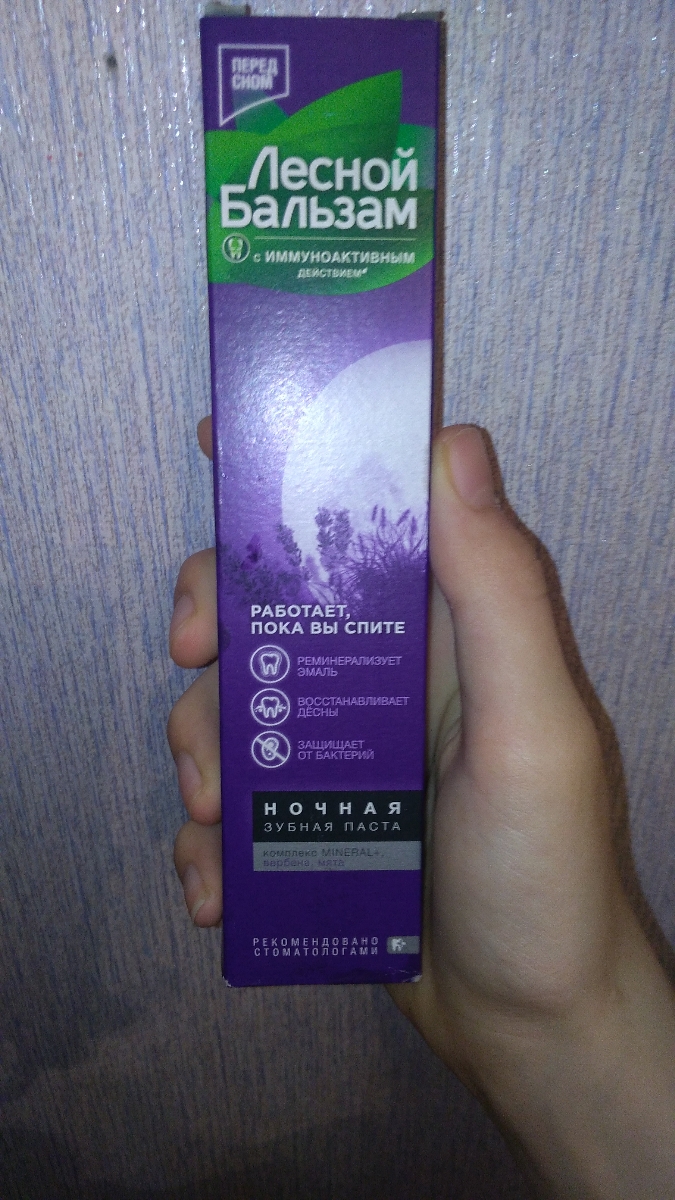 ПЕРЕД
СНОМ
Лесной
Бальзам
с ИММУНОАКТИВНЫМ
ДЕЙСТВИЕМ*
РАБОТАЕТ,
ПОКА ВЫ СПИТЕ
РЕМИНЕРАЛИЗУЕТ
ЭМАЛЬ
ВОССТАНАВЛИВАЕТ
ДЁСНЫ
ЗАЩИЩАЕТ
ОТ БАКТЕРИЙ
НОЧНАЯ
ЗУБНАЯ ПАСТА
комплекс MINERAL+,
вербена, мята
РЕКОМЕНДОВАНО
СТОМАТОЛОГАМИ